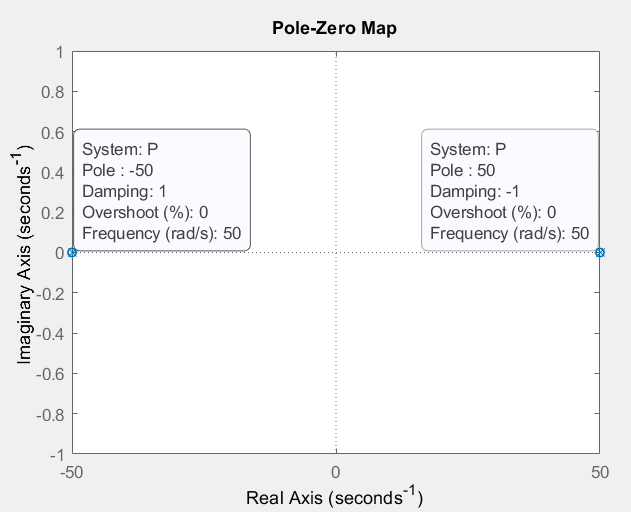 Pole-Zero Map
1
0.8
0.6
0.4
0.2
0
-0.2
-0.4
-0.6
-0.8
-1
Imaginary Axis (seconds-1)
System: P
Pole : -50
Damping: 1
Overshoot (%): 0
Frequency (rad/s): 50
System: P
Pole : 50
Damping: -1
Overshoot (%): 0
Frequency (rad/s): 50
-50
0
50
Real Axis (seconds-1)